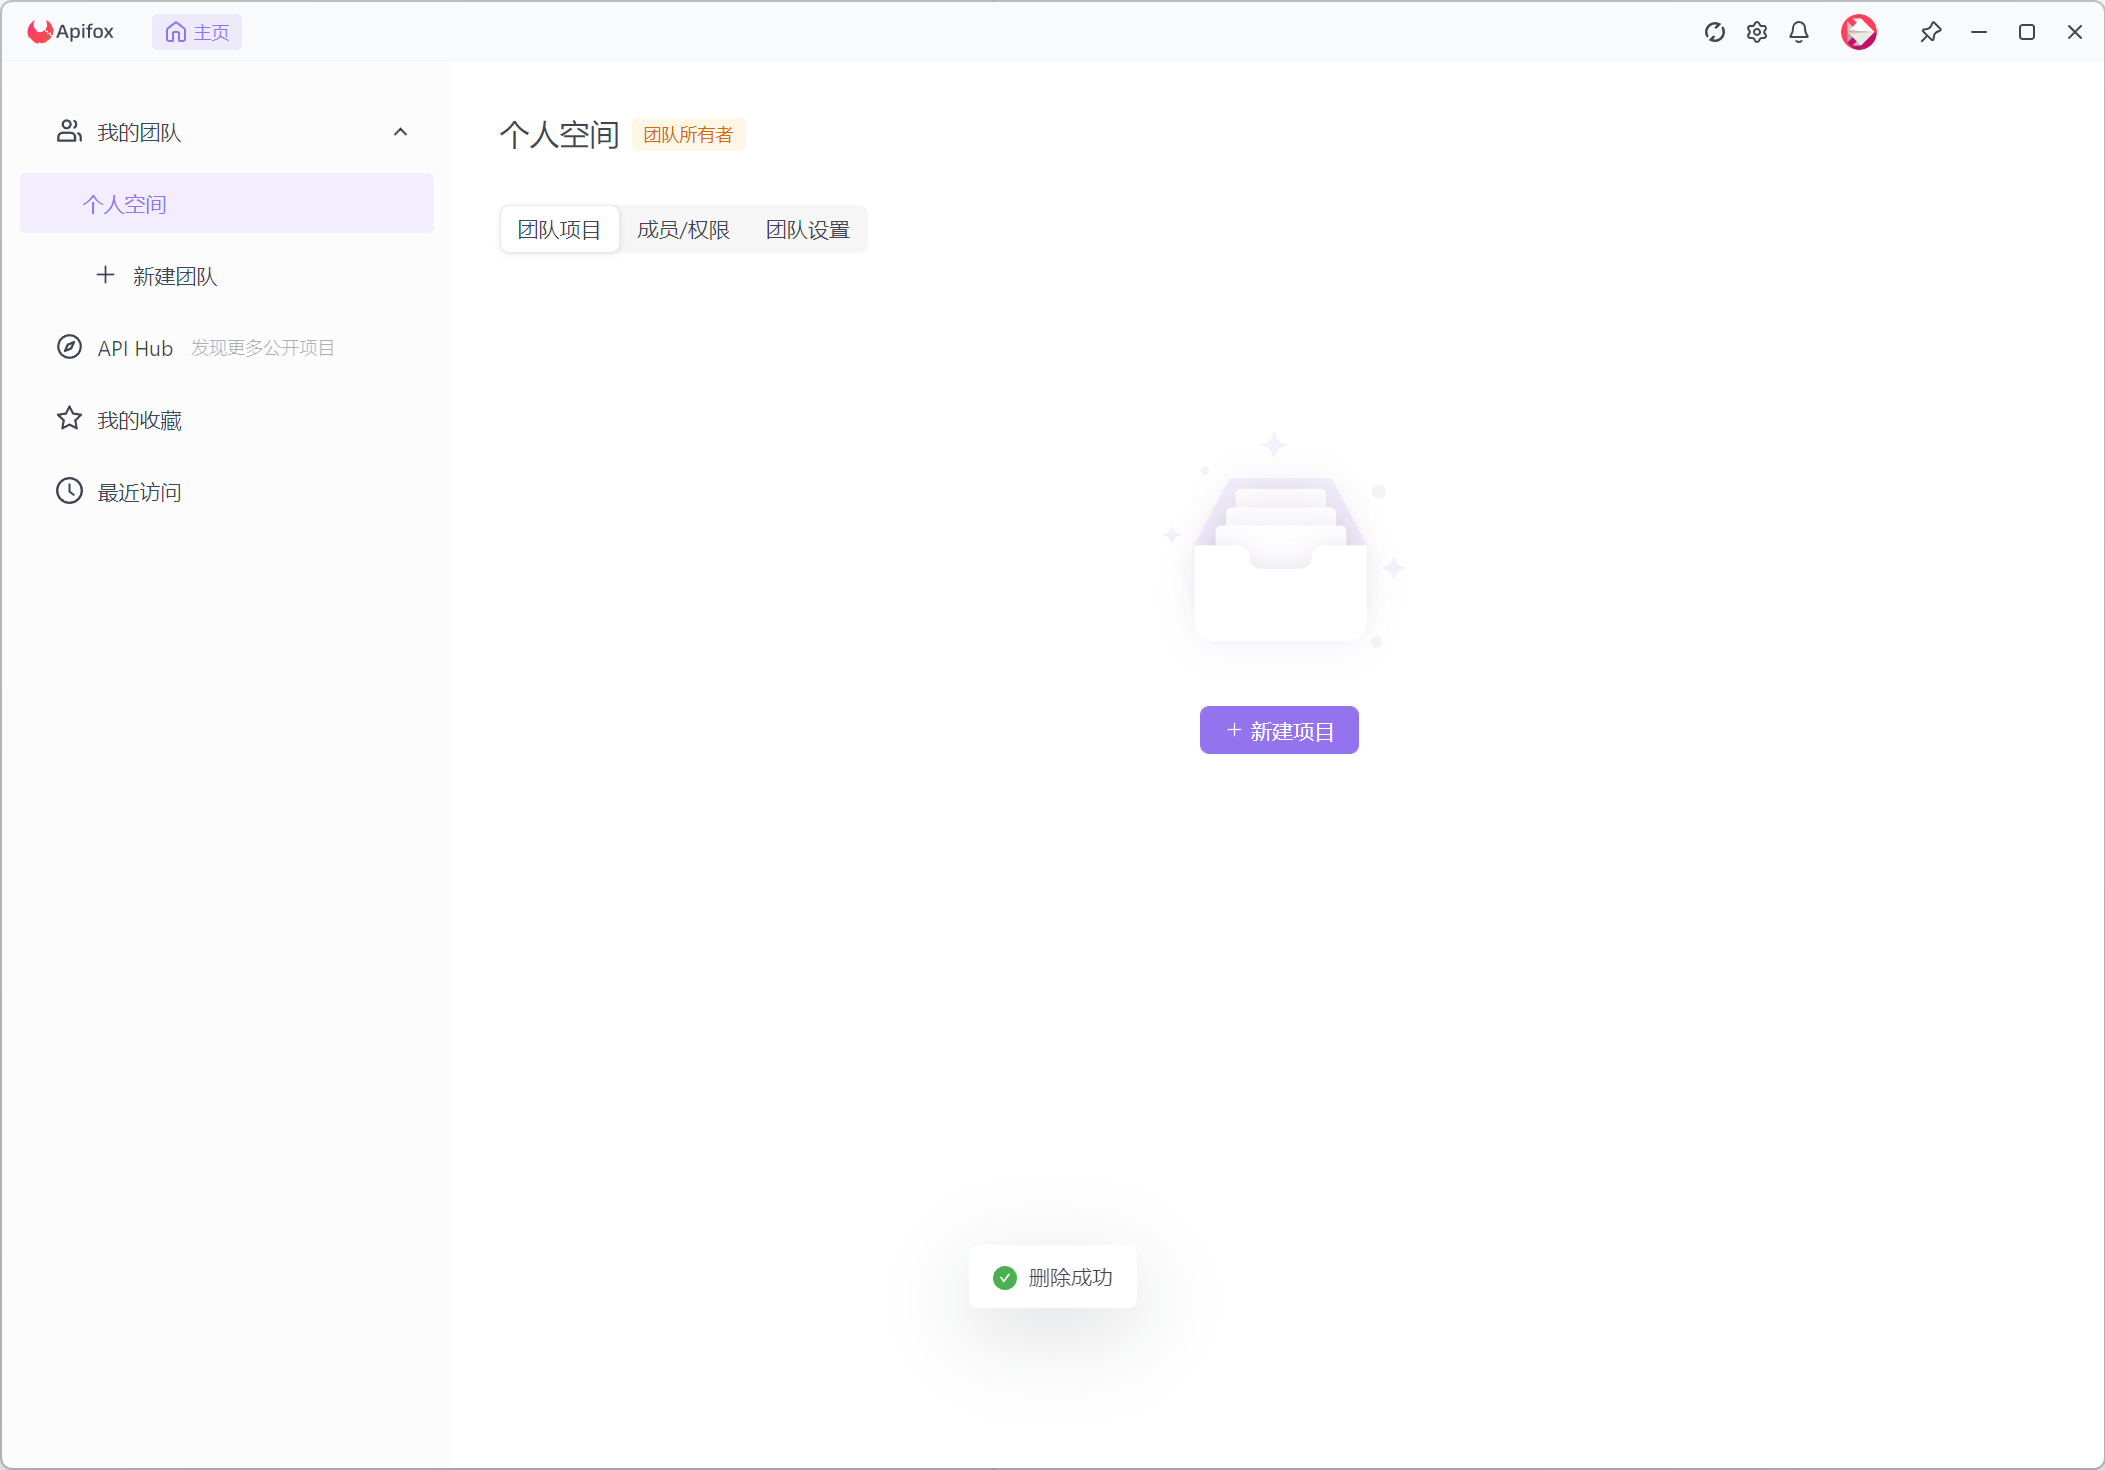 Apifox
主页
我的团队
个人空间
新建团队
API Hub 发现更多公开项目
我的收藏
最近访问
个人空间 团队所有者
团队项目 成员/权限 团队设置
+ 新建项目
删除成功